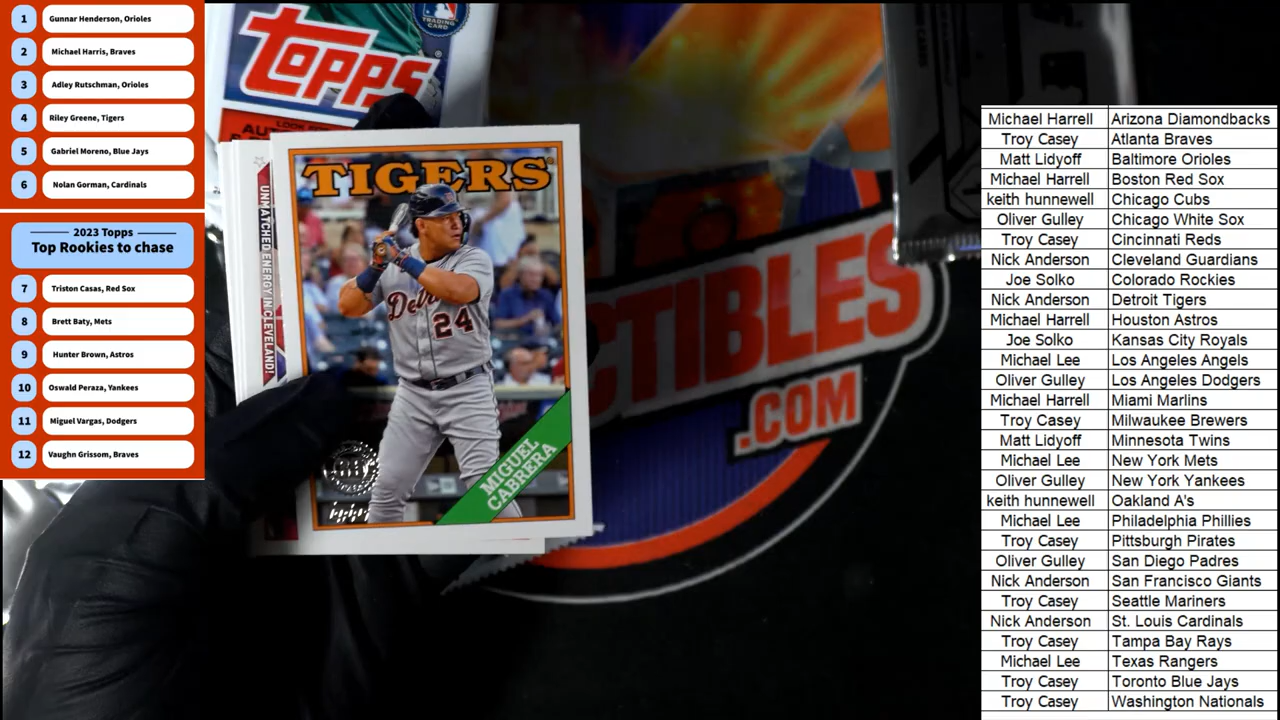 1 Gunnar Henderson, Orioles
2 Michael Harris, Braves
3 Adley Rutschman, Orioles
4 Riley Greene, Tigers
5 Gabriel Moreno, Blue Jays
6 Nolan Gorman, Cardinals
2023 Topps
Top Rookies to chase
7 Triston Casas, Red Sox
8 Brett Baty, Mets
9 Hunter Brown, Astros
10 Oswald Peraza, Yankees
11 Miguel Vargas, Dodgers
12 Vaughn Grissom, Braves
TRADING
CARD
TOPPS
UNMATCHED ENERGY IN CLEVELAND!
TIGERS
Detr
24
MIGUEL
CABRERA
CTIBLES
.COM
Michael Harrell Arizona Diamondbacks
Troy Casey Atlanta Braves
Matt Lidyoff Baltimore Orioles
Michael Harrell Boston Red Sox
keith hunnewell Chicago Cubs
Oliver Gulley Chicago White Sox
Troy Casey Cincinnati Reds
Nick Anderson Cleveland Guardians
Joe Solko Colorado Rockies
Nick Anderson Detroit Tigers
Michael Harrell Houston Astros
Joe Solko Kansas City Royals
Michael Lee Los Angeles Angels
Oliver Gulley Los Angeles Dodgers
Michael Harrell Miami Marlins
Troy Casey Milwaukee Brewers
Matt Lidyoff Minnesota Twins
Michael Lee New York Mets
Oliver Gulley New York Yankees
keith hunnewell Oakland A's
Michael Lee Philadelphia Phillies
Troy Casey Pittsburgh Pirates
Oliver Gulley San Diego Padres
Nick Anderson San Francisco Giants
Troy Casey Seattle Mariners
Nick Anderson St. Louis Cardinals
Troy Casey Tampa Bay Rays
Michael Lee Texas Rangers
Troy Casey Toronto Blue Jays
Troy Casey Washington Nationals